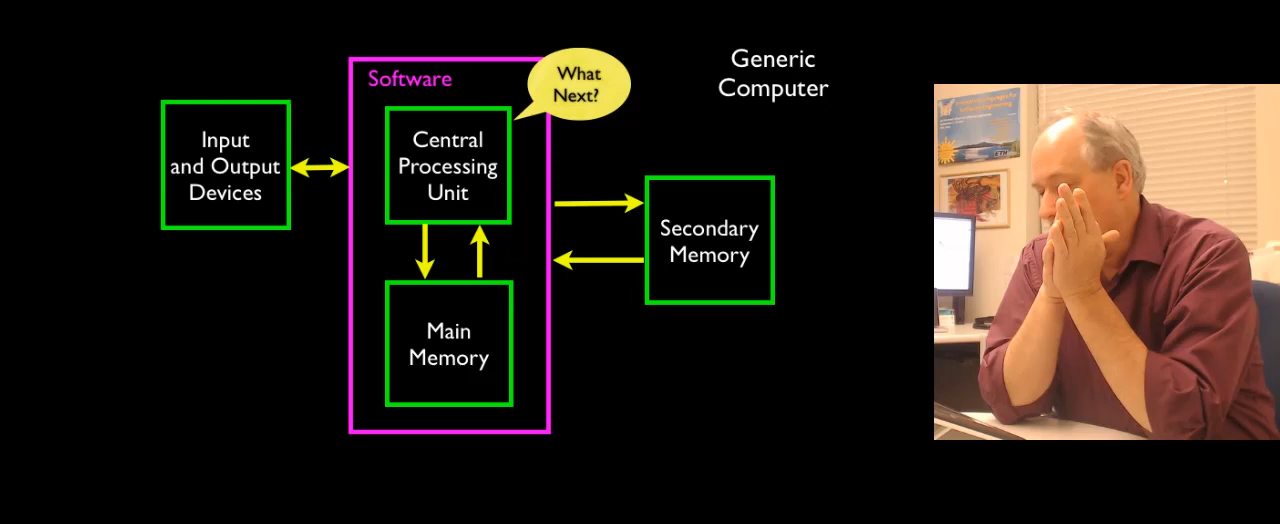 Software
What
Next?
Generic
Computer
Input
and Output
Devices
Central
Processing
Unit
Secondary
Memory
Main
Memory